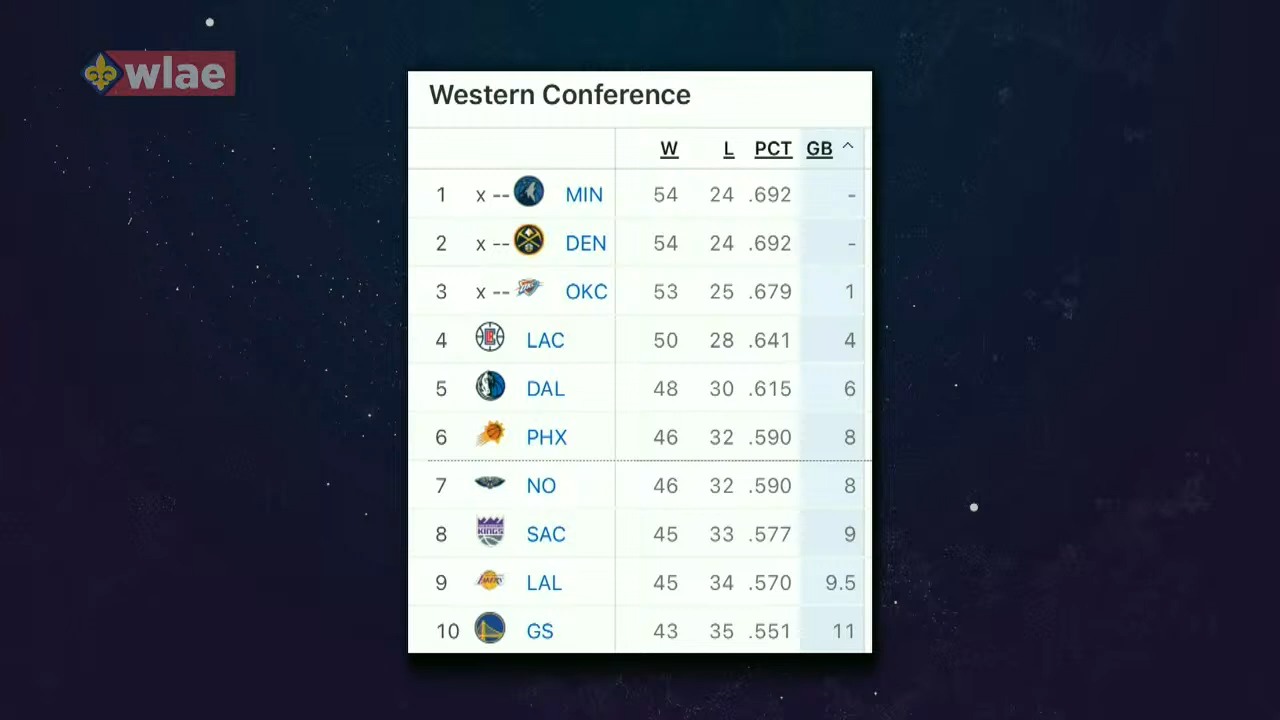 wlae
Western Conference
W L PCT GB ^
1 x -- MIN 54 24 .692 -
2 x -- DEN 54 24 .692 -
3 x -- OKC 53 25 .679 1
4 LAC 50 28 .641 4
5 DAL 48 30 .615 6
6 PHX 46 32 .590 8
7 NO 46 32 .590 8
8 SAC 45 33 .577 9
9 LAL 45 34 .570 9.5
10 GS 43 35 .551 11